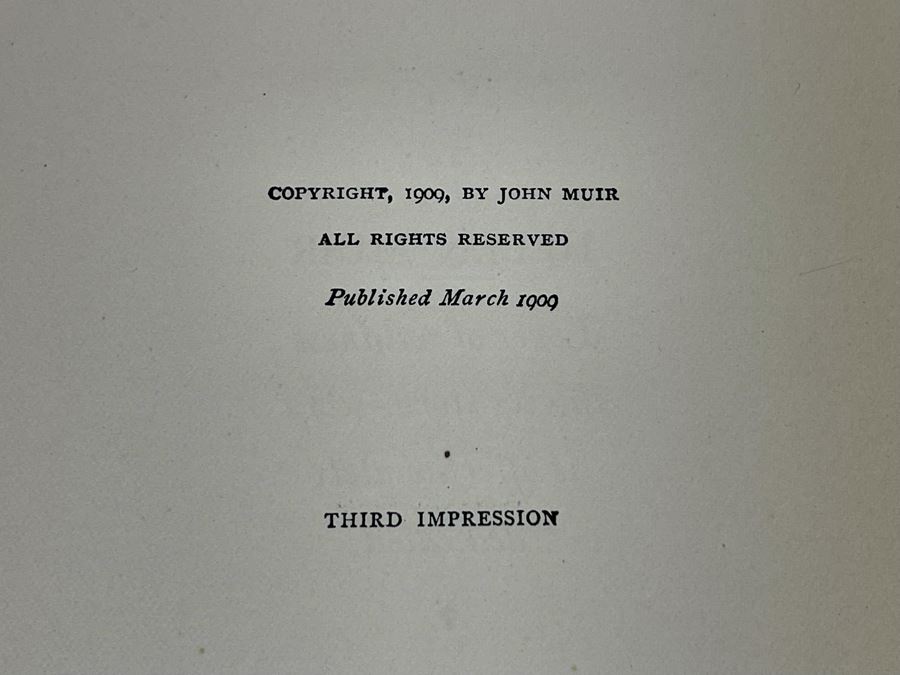 COPYRIGHT, 1909, BY JOHN MUIR
ALL RIGHTS RESERVED
Published March 1909
THIRD IMPRESSION